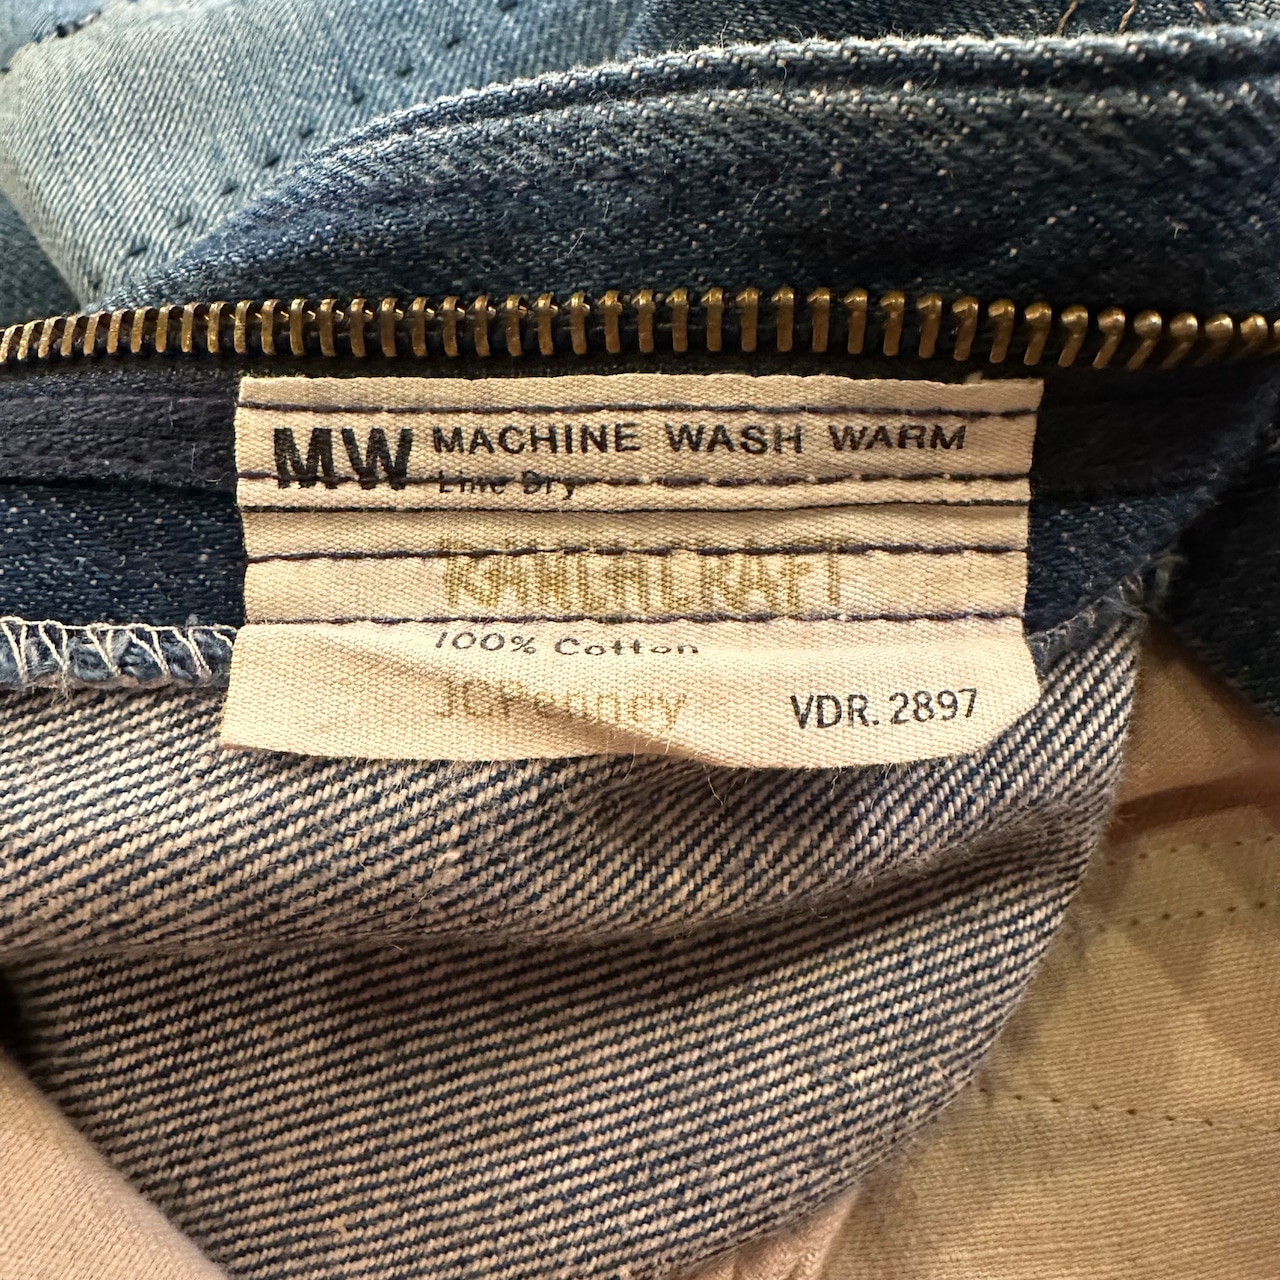 MW MACHINE WASH WARM
Line Dry
RANCHCRAFT
100% Cotton
JCPenney VDR. 2897